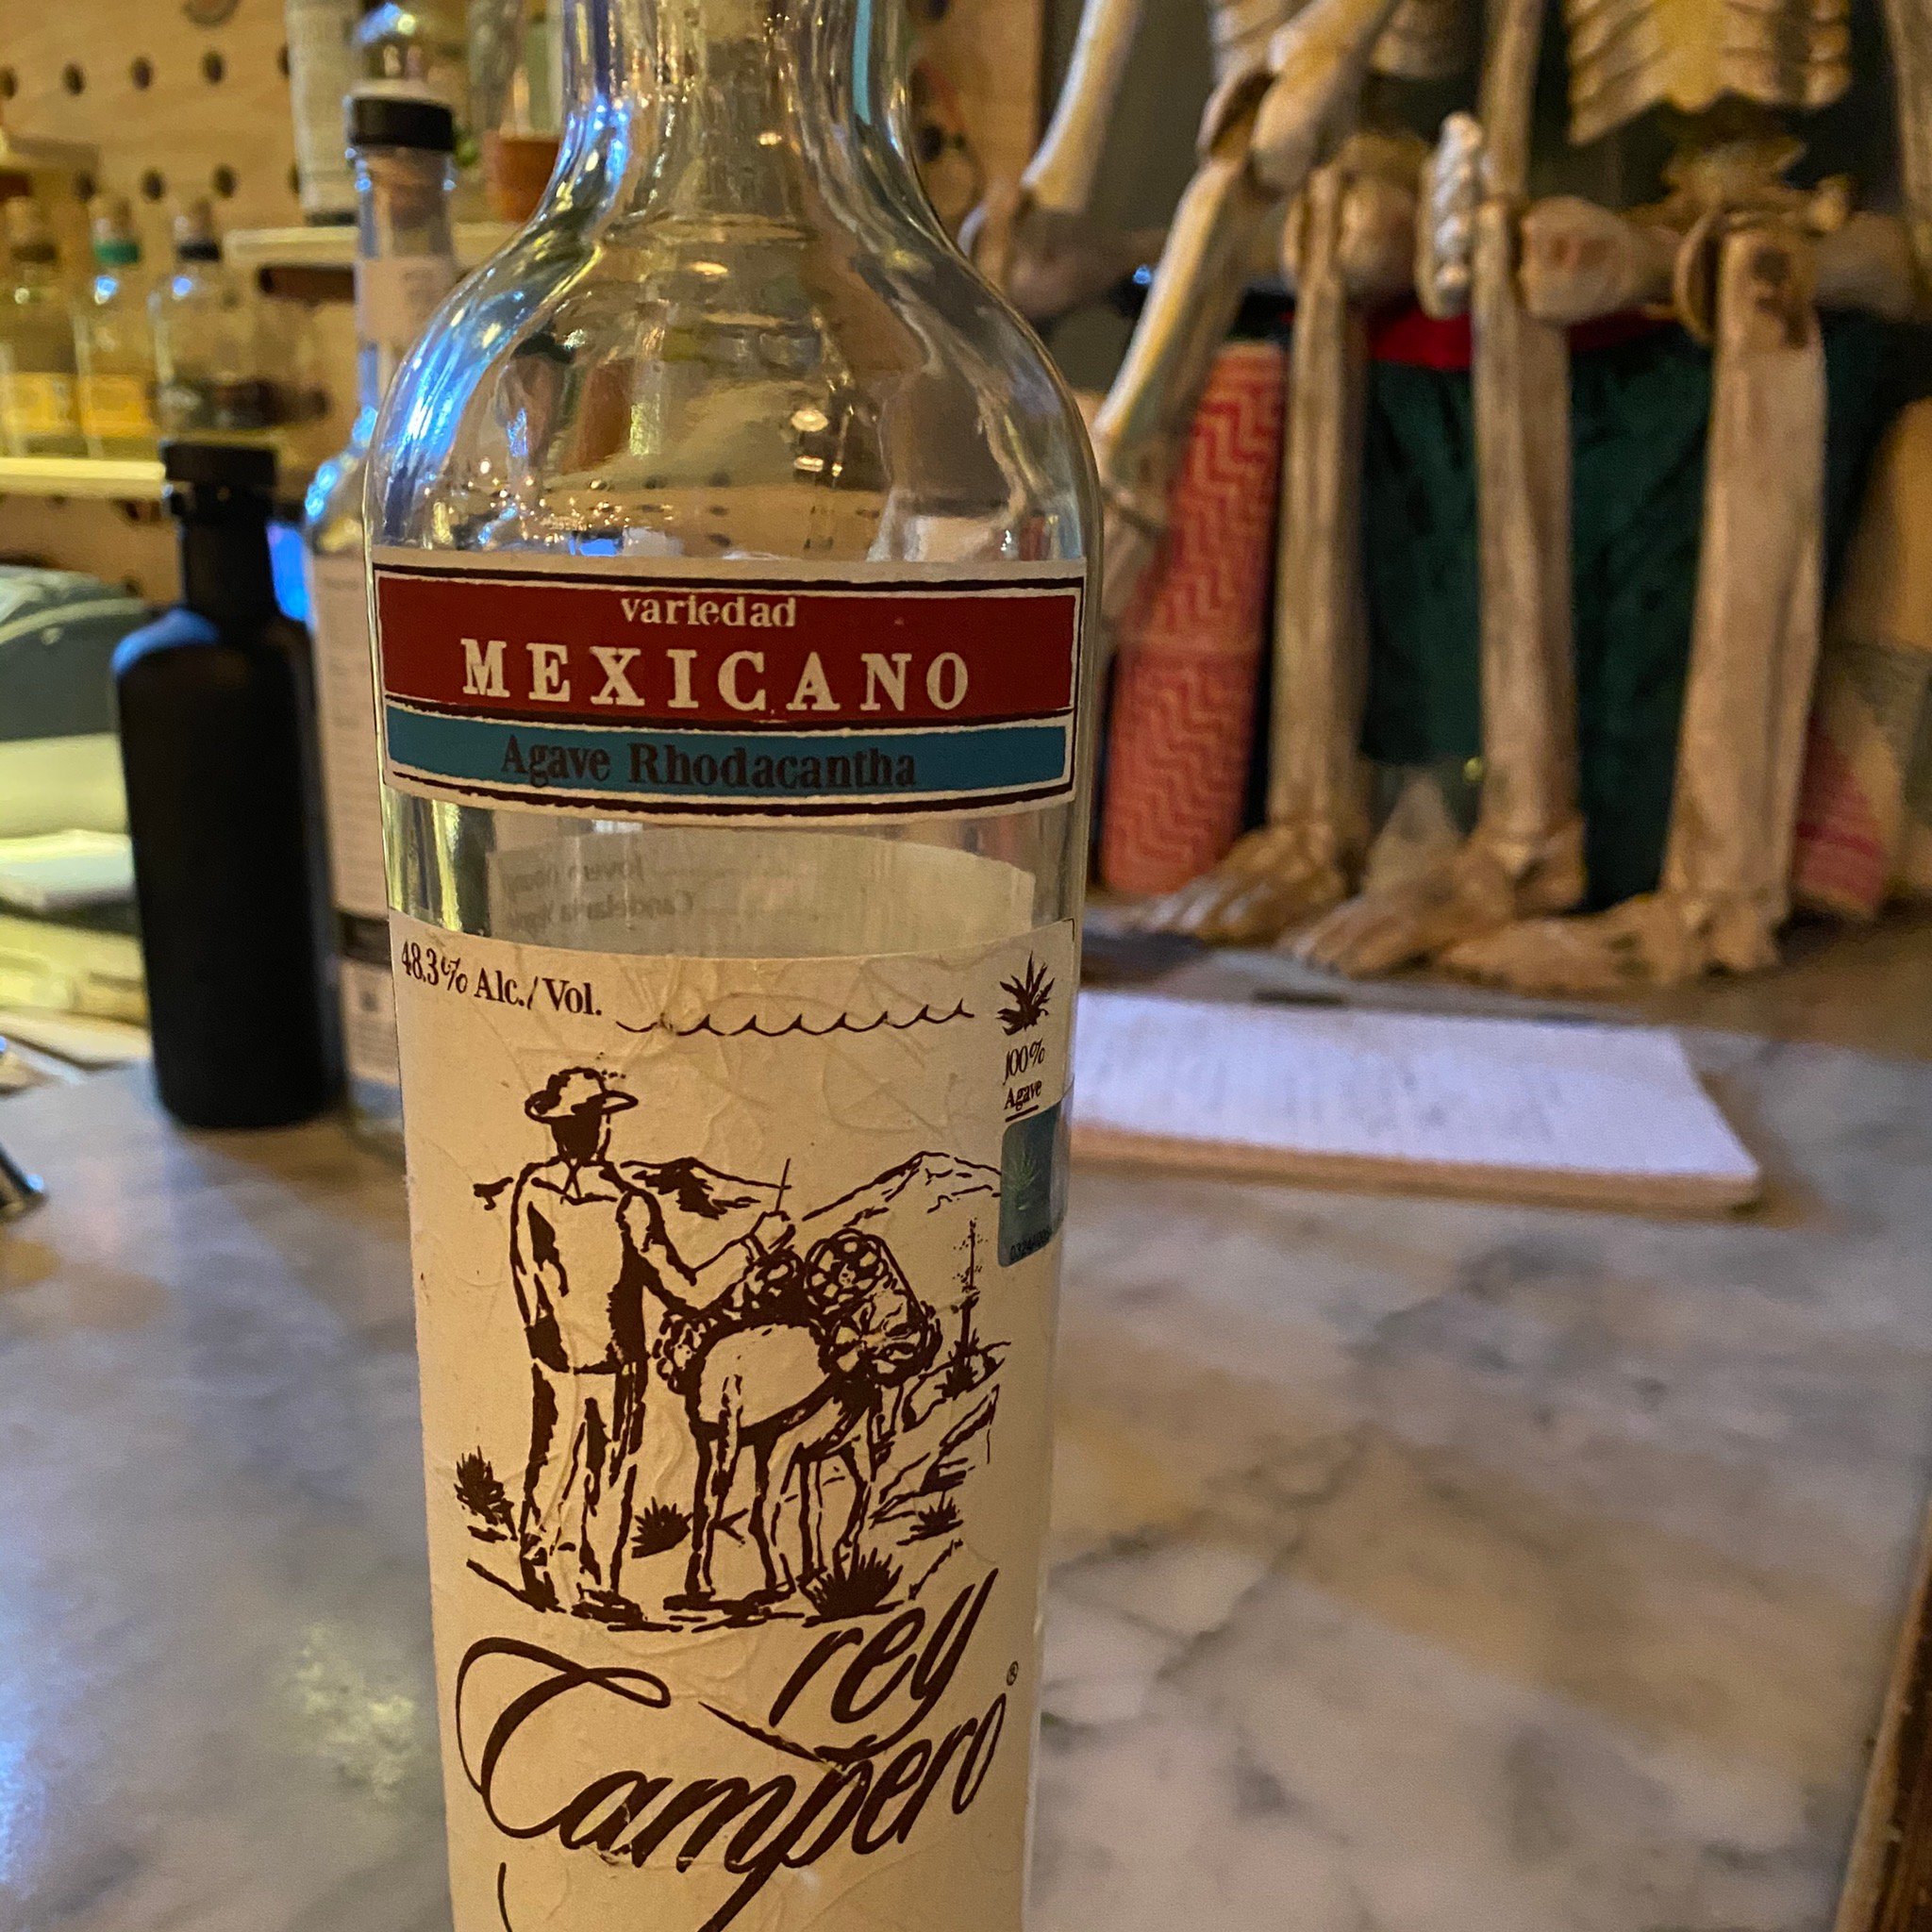 variedad
MEXICANO
Agave Rhodacantha
48.3% Alc./Vol.
100%
Agave
rey
Campero®